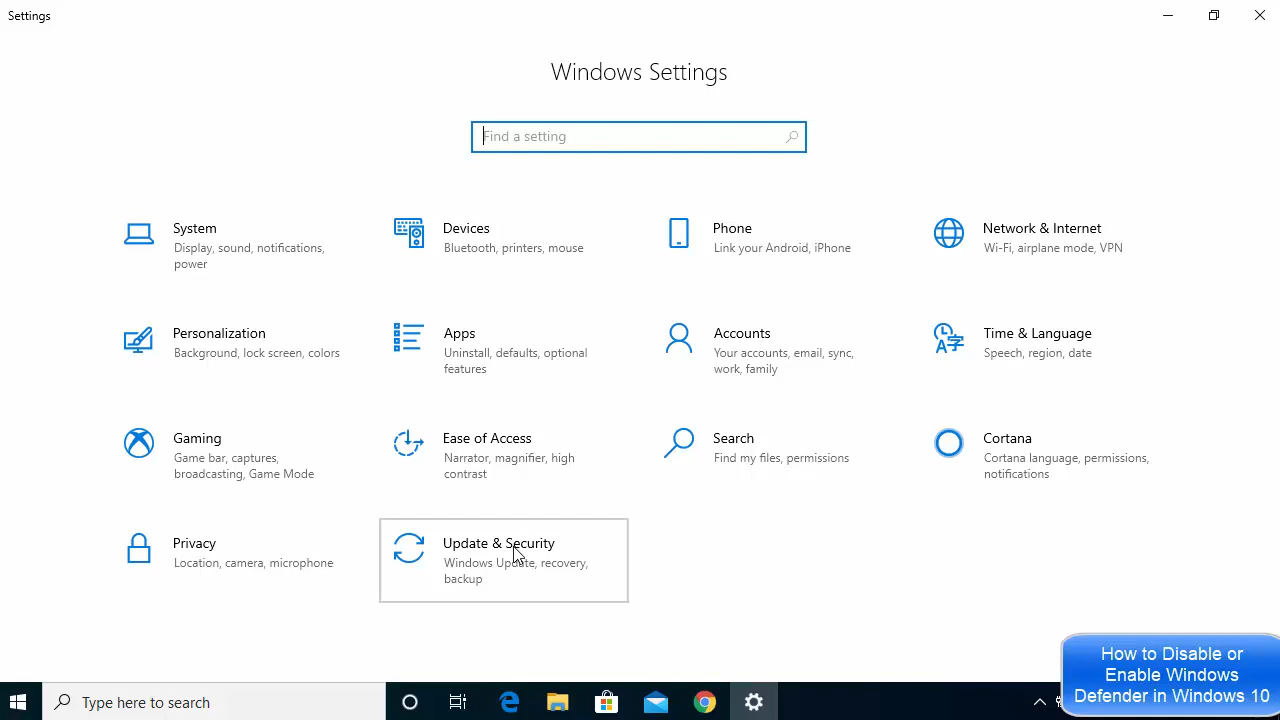 Settings
Windows Settings
Find a setting
System
Display, sound, notifications,
power
Devices
Bluetooth, printers, mouse
Phone
Link your Android, iPhone
Network & Internet
Wi-Fi, airplane mode, VPN
Personalization
Background, lock screen, colors
Apps
Uninstall, defaults, optional
features
Accounts
Your accounts, email, sync,
work, family
Time & Language
Speech, region, date
Gaming
Game bar, captures,
broadcasting, Game Mode
Ease of Access
Narrator, magnifier, high
contrast
Search
Find my files, permissions
Cortana
Cortana language, permissions,
notifications
Privacy
Location, camera, microphone
Update & Security
Windows Update, recovery,
backup
How to Disable or
Enable Windows
Defender in Windows 10
Type here to search